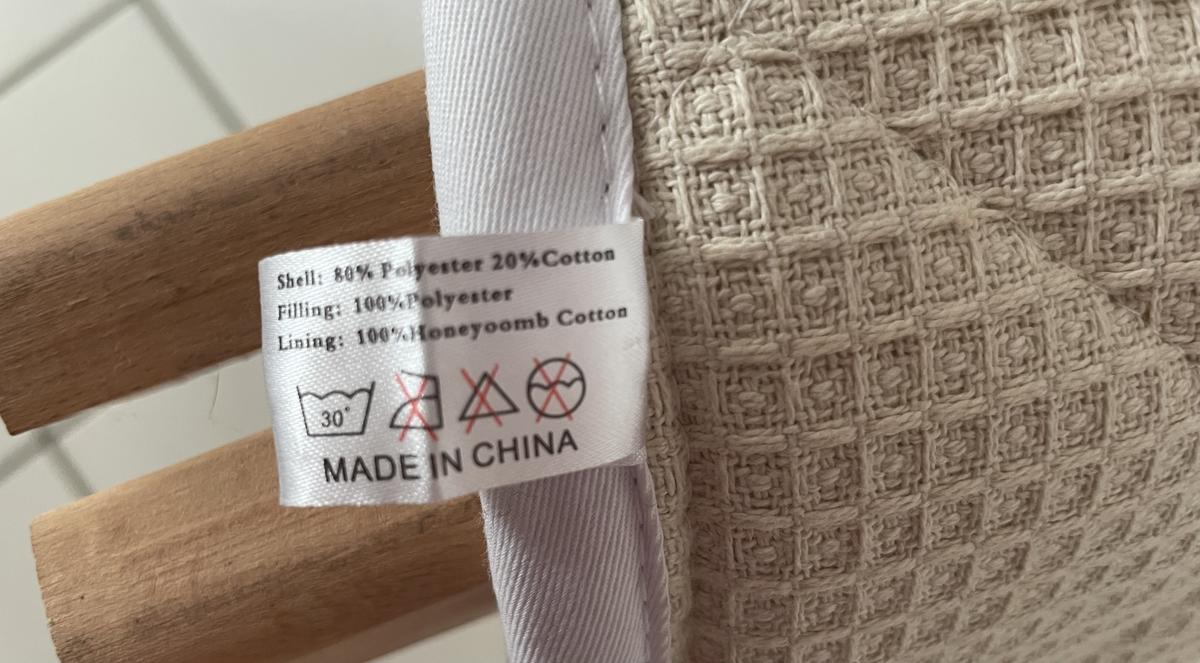 Shell: 80% Polyester 20%Cotton
Filling: 100%Polyester
Lining: 100%Honeyoomb Cotton
30°
MADE IN CHINA